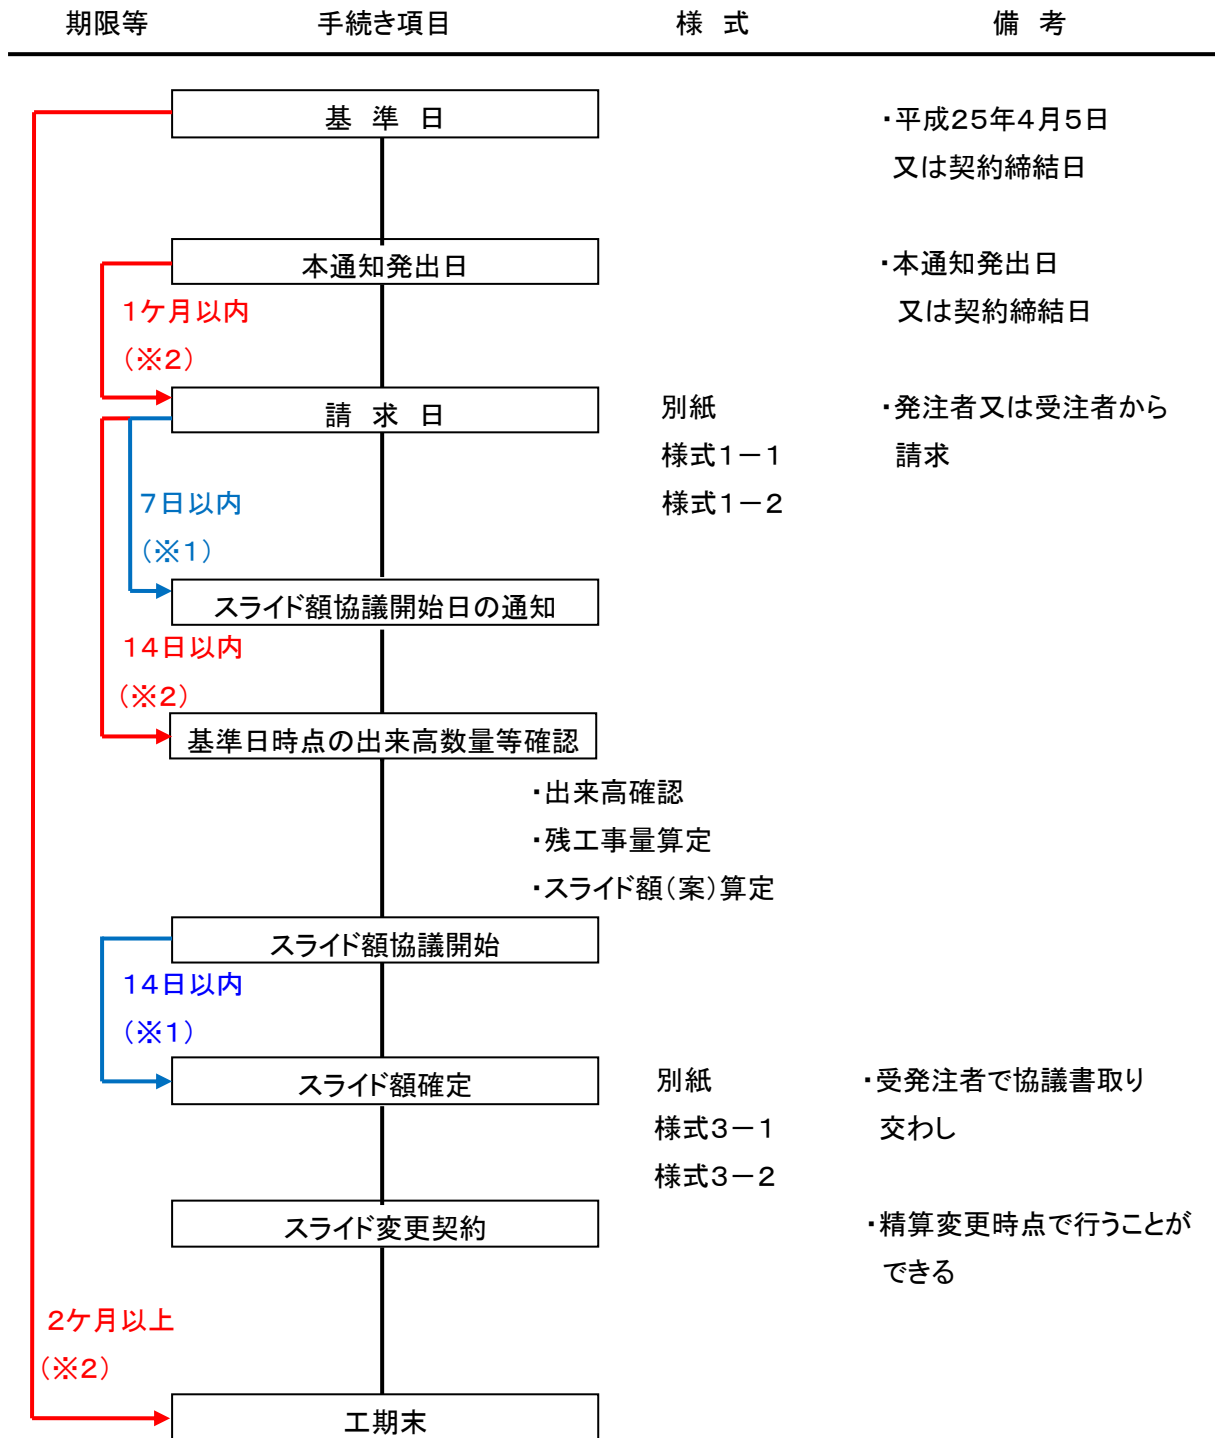 期限等 手続き項目 様 式 備 考
基 準 日 ・平成25年4月5日
又は契約締結日
本通知発出日 ・本通知発出日
1ケ月以内 又は契約締結日
(※2)
請 求 日 別紙 ・発注者又は受注者から
様式1-1 請求
7日以内 様式1-2
(※1)
スライド額協議開始日の通知
14日以内
(※2)
基準日時点の出来高数量等確認
・出来高確認
・残工事量算定
・スライド額(案)算定
スライド額協議開始
14日以内
(※1)
スライド額確定 別紙 ・受発注者で協議書取り
様式3-1 交わし
様式3-2
スライド変更契約 ・精算変更時点で行うことが
できる
2ケ月以上
(※2)
工期末